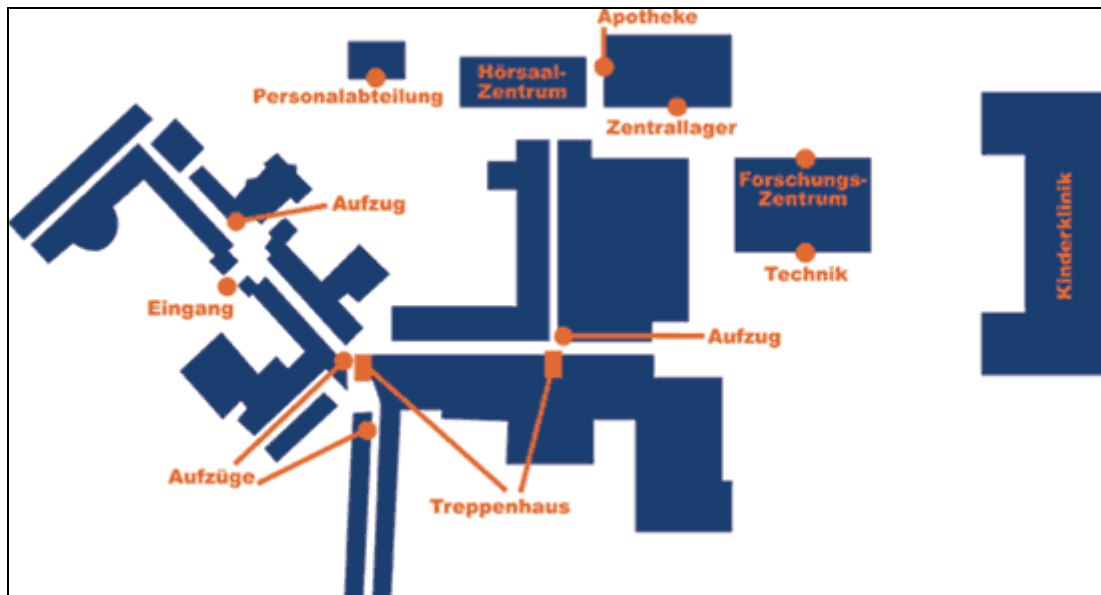 Apotheke
Hörsaal-
Zentrum
Personalabteilung
Zentrallager
Forschungs-
Zentrum
Aufzug
Technik
Kinderklinik
Eingang
Aufzug
Aufzüge
Treppenhaus